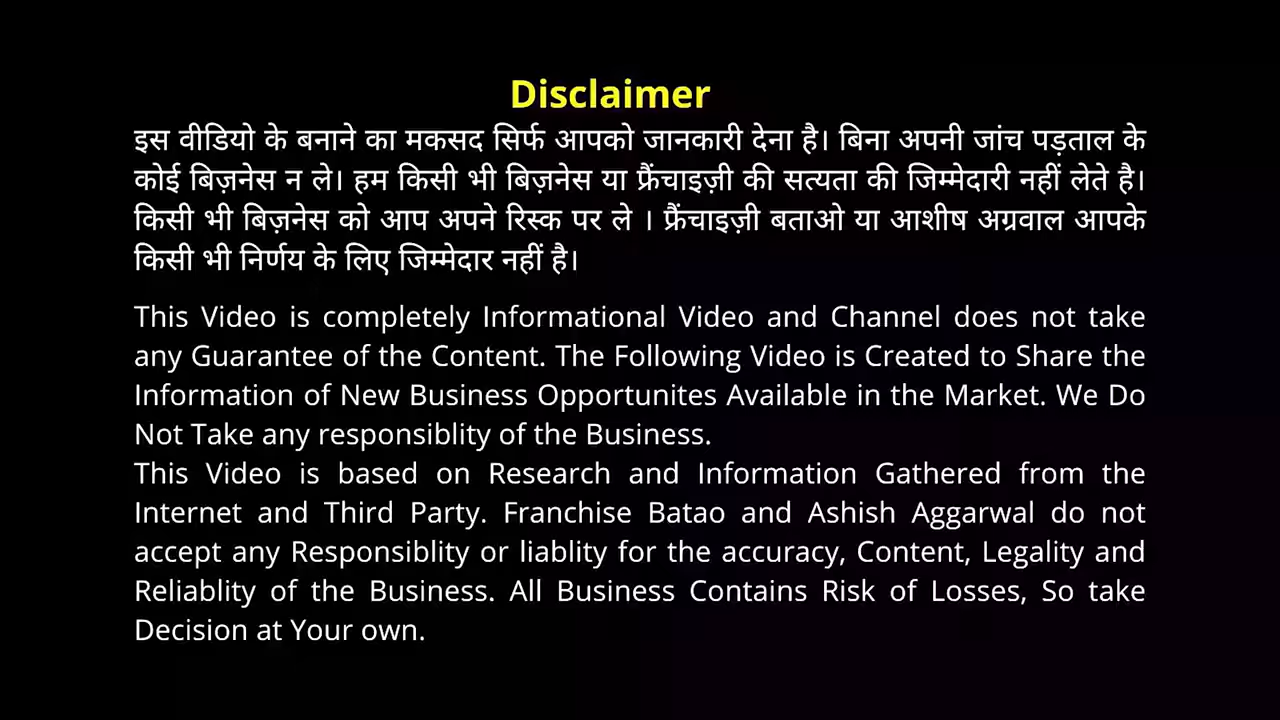 Disclaimer
इस वीडियो के बनाने का मकसद सिर्फ आपको जानकारी देना है। बिना अपनी जांच पड़ताल के
कोई बिज़नेस न ले। हम किसी भी बिज़नेस या फ्रैंचाइज़ी की सत्यता की जिम्मेदारी नहीं लेते है।
किसी भी बिज़नेस को आप अपने रिस्क पर ले । फ्रैंचाइज़ी बताओ या आशीष अग्रवाल आपके
किसी भी निर्णय के लिए जिम्मेदार नहीं है।
This Video is completely Informational Video and Channel does not take
any Guarantee of the Content. The Following Video is Created to Share the
Information of New Business Opportunites Available in the Market. We Do
Not Take any responsiblity of the Business.
This Video is based on Research and Information Gathered from the
Internet and Third Party. Franchise Batao and Ashish Aggarwal do not
accept any Responsiblity or liablity for the accuracy, Content, Legality and
Reliablity of the Business. All Business Contains Risk of Losses, So take
Decision at Your own.